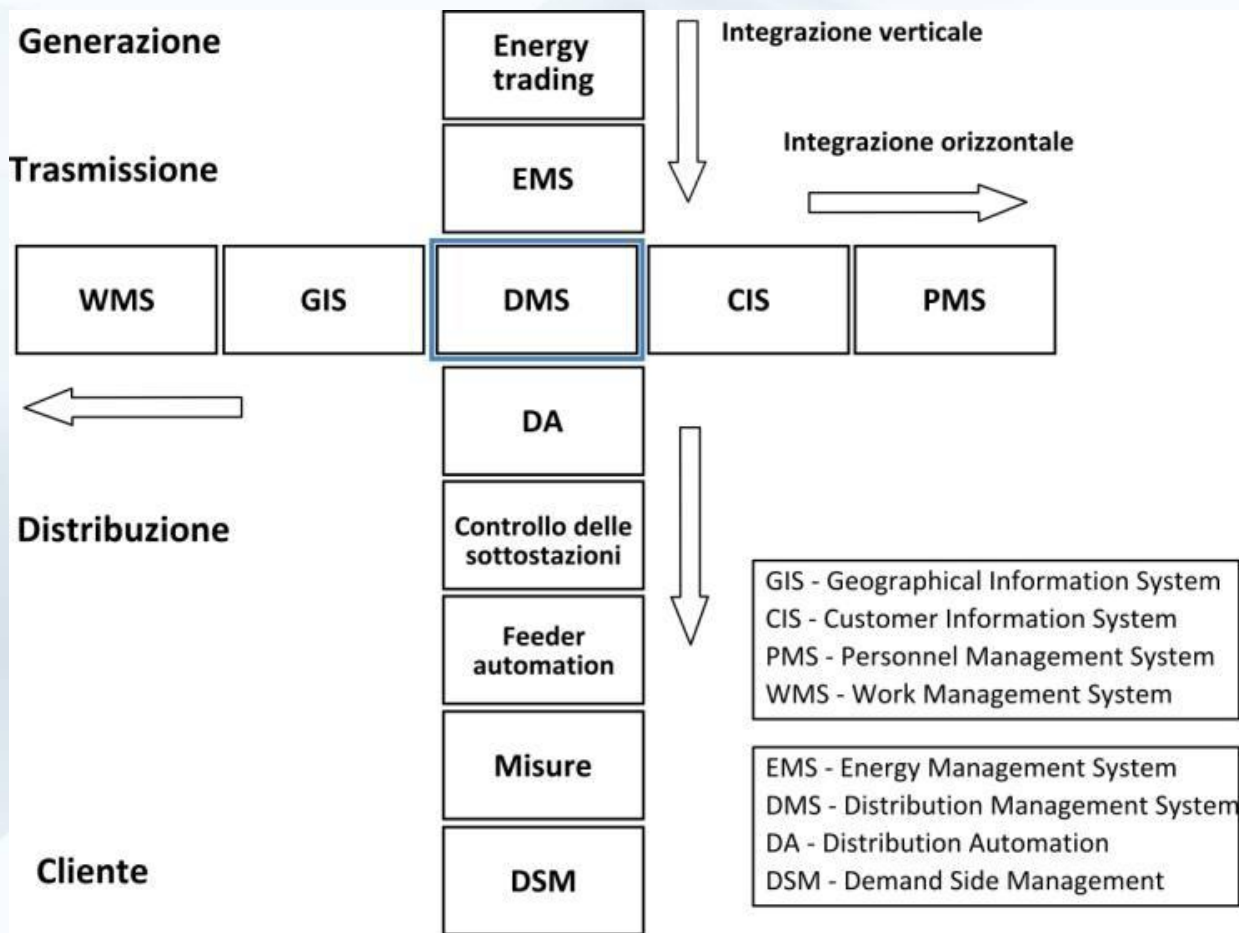 Generazione
Energy
trading
Integrazione verticale
Integrazione orizzontale
Trasmissione
EMS
WMS
GIS
DMS
CIS
PMS
DA
Distribuzione
Controllo delle
sottostazioni
Feeder
automation
Misure
Cliente
DSM
GIS - Geographical Information System
CIS - Customer Information System
PMS - Personnel Management System
WMS - Work Management System
EMS - Energy Management System
DMS - Distribution Management System
DA - Distribution Automation
DSM - Demand Side Management